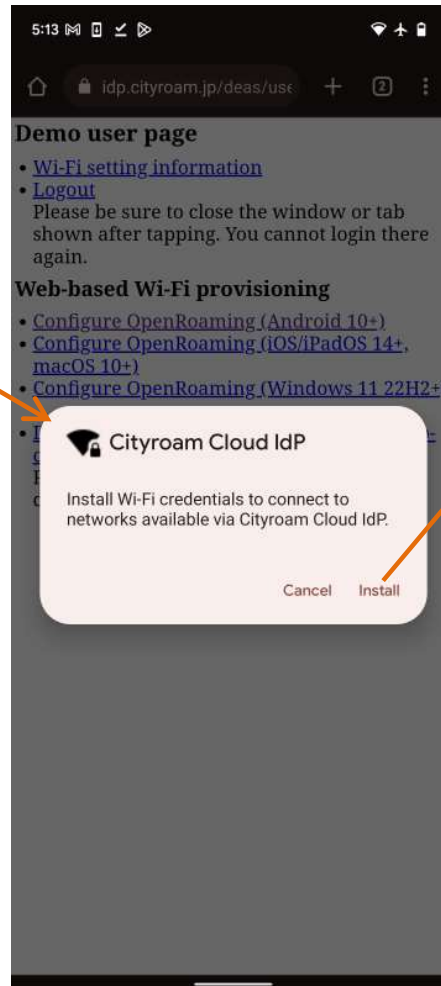 5:13
idp.cityroam.jp/deas/use
2
Demo user page
• Wi-Fi setting information
• Logout
Please be sure to close the window or tab
shown after tapping. You cannot login there
again.
Web-based Wi-Fi provisioning
• Configure OpenRoaming (Android 10+)
• Configure OpenRoaming (iOS/iPadOS 14+,
macOS 10+)
• Configure OpenRoaming (Windows 11 22H2+
Cityroam Cloud IdP
Install Wi-Fi credentials to connect to
networks available via Cityroam Cloud IdP.
Cancel Install